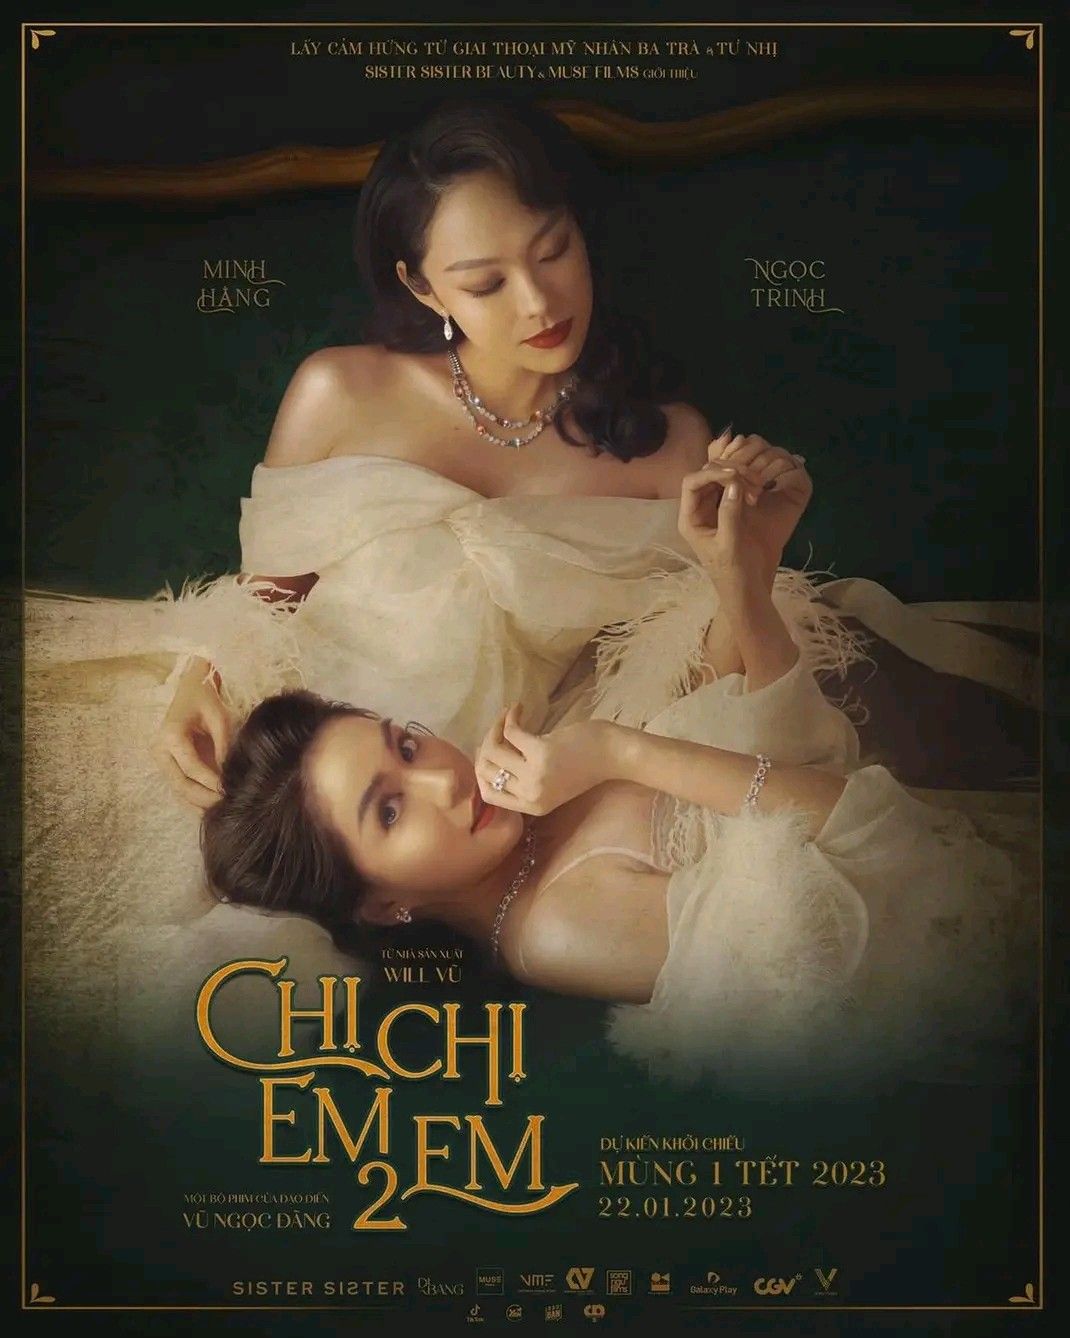 LẤY CẢM HỨNG TỪ GIAI THOẠI MỸ NHÂN BA TRÀ & TƯ NHỊ
SISTER SISTER BEAUTY & MUSE FILMS GIỚI THIỆU
MINH
HẰNG
NGỌC
TRINH
TỪ NHÀ SẢN XUẤT
WILL VŨ
CHỊ CHỊ
EM EM
2
DỰ KIẾN KHỞI CHIẾU
MÙNG 1 TẾT 2023
22.01.2023
MỘT BỘ PHIM CỦA ĐẠO DIỄN
VŨ NGỌC ĐÃNG
SISTER SISTER
MUSE
VME
Galaxy Play
CGV
TikTok